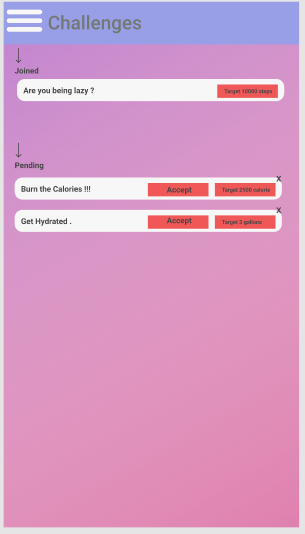 Challenges
Joined
Are you being lazy ? Target 10000 steps
Pending
X
Burn the Calories !!! Accept Target 2500 calorie
X
Get Hydrated . Accept Target 3 gallons